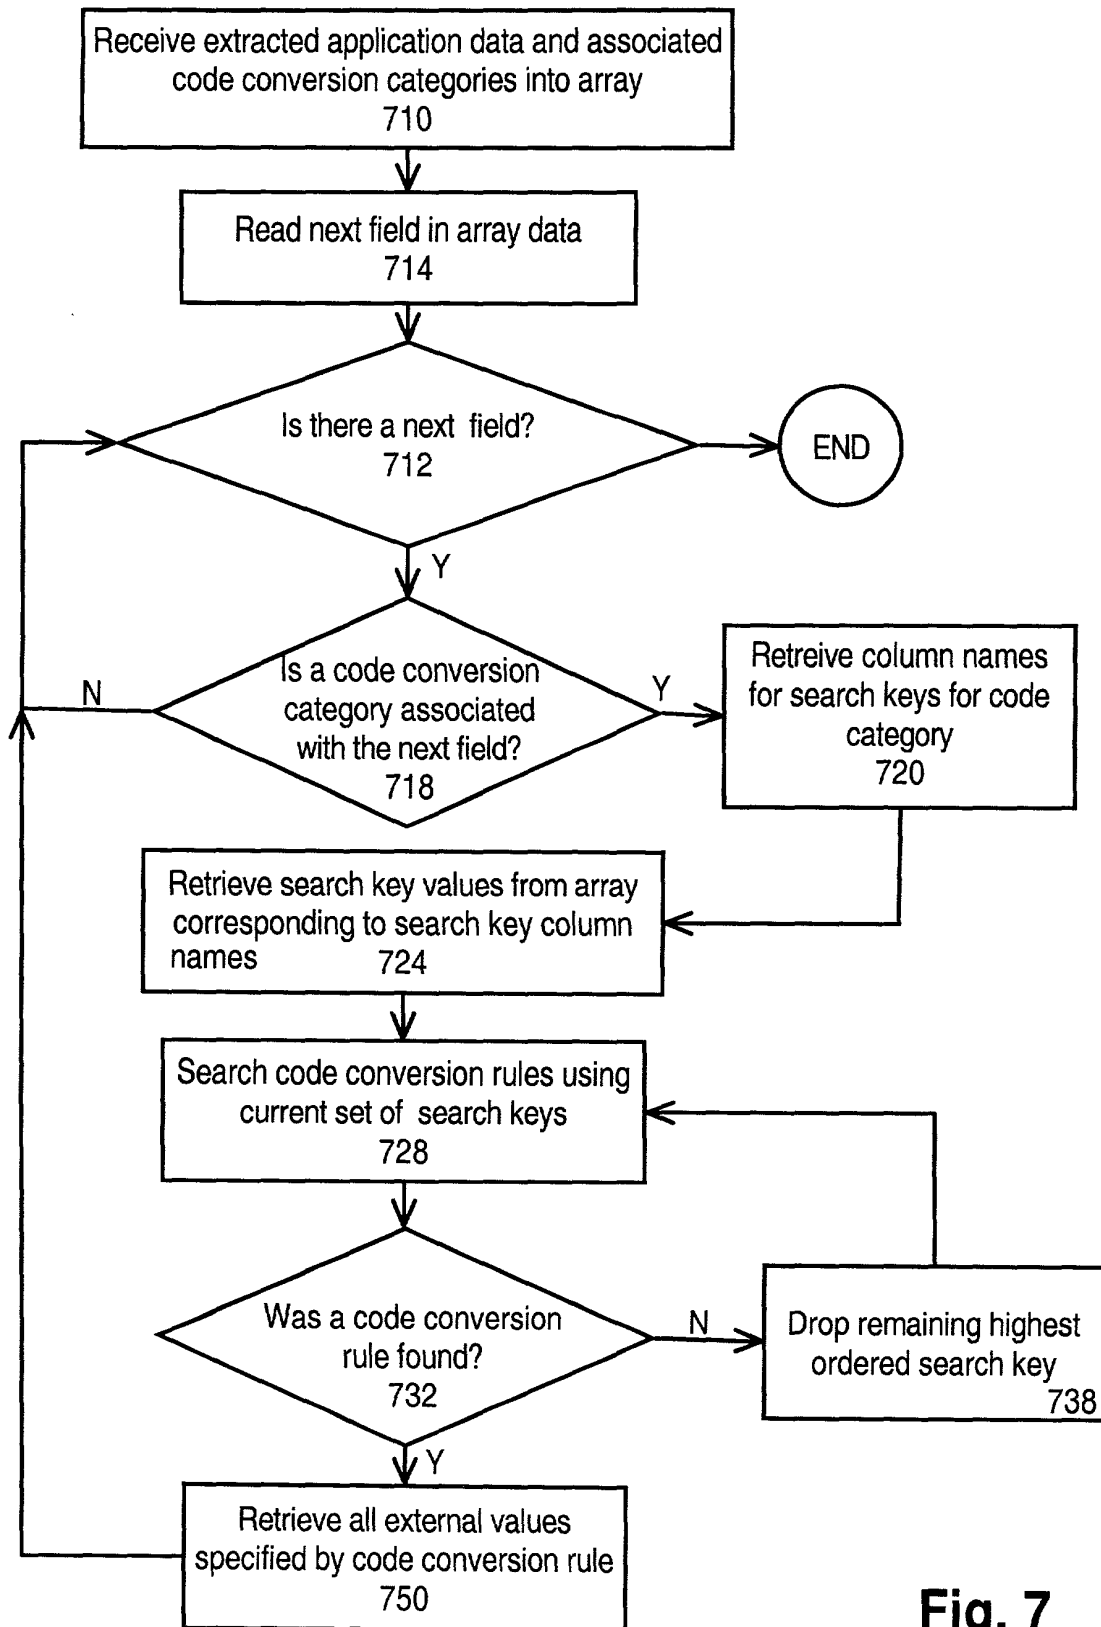 Receive extracted application data and associated
code conversion categories into array
710
Read next field in array data
714
Is there a next field?
712
END
Y
Is a code conversion
category associated
with the next field?
718
N
Y
Retreive column names
for search keys for code
category
720
Retrieve search key values from array
corresponding to search key column
names 724
Search code conversion rules using
current set of search keys
728
Was a code conversion
rule found?
732
N
Drop remaining highest
ordered search key
738
Y
Retrieve all external values
specified by code conversion rule
750
Fig. 7